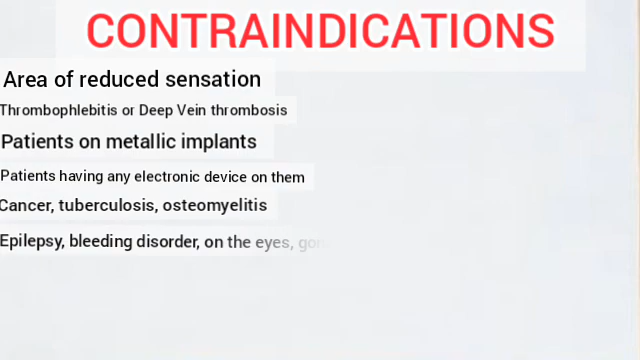 CONTRAINDICATIONS
Area of reduced sensation
Thrombophlebitis or Deep Vein thrombosis
Patients on metallic implants
Patients having any electronic device on them
Cancer, tuberculosis, osteomyelitis
Epilepsy, bleeding disorder, on the eyes,